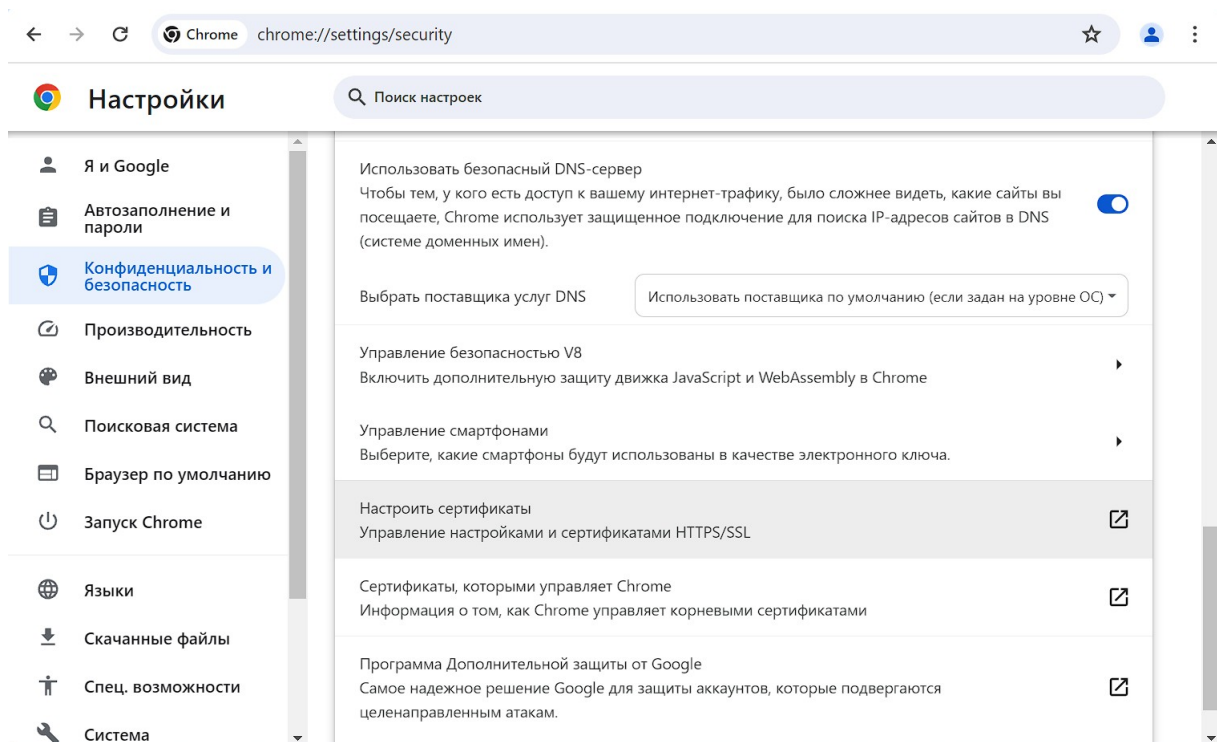 Chrome chrome://settings/security
Настройки
Поиск настроек
Я и Google
Автозаполнение и
пароли
Конфиденциальность и
безопасность
Производительность
Внешний вид
Поисковая система
Браузер по умолчанию
Запуск Chrome
Языки
Скачанные файлы
Спец. возможности
Система
Использовать безопасный DNS-сервер
Чтобы тем, у кого есть доступ к вашему интернет-трафику, было сложнее видеть, какие сайты вы
посещаете, Chrome использует защищенное подключение для поиска IP-адресов сайтов в DNS
(системе доменных имен).
Выбрать поставщика услуг DNS
Использовать поставщика по умолчанию (если задан на уровне ОС)
Управление безопасностью V8
Включить дополнительную защиту движка JavaScript и WebAssembly в Chrome
Управление смартфонами
Выберите, какие смартфоны будут использованы в качестве электронного ключа.
Настроить сертификаты
Управление настройками и сертификатами HTTPS/SSL
Сертификаты, которыми управляет Chrome
Информация о том, как Chrome управляет корневыми сертификатами
Программа Дополнительной защиты от Google
Самое надежное решение Google для защиты аккаунтов, которые подвергаются
целенаправленным атакам.